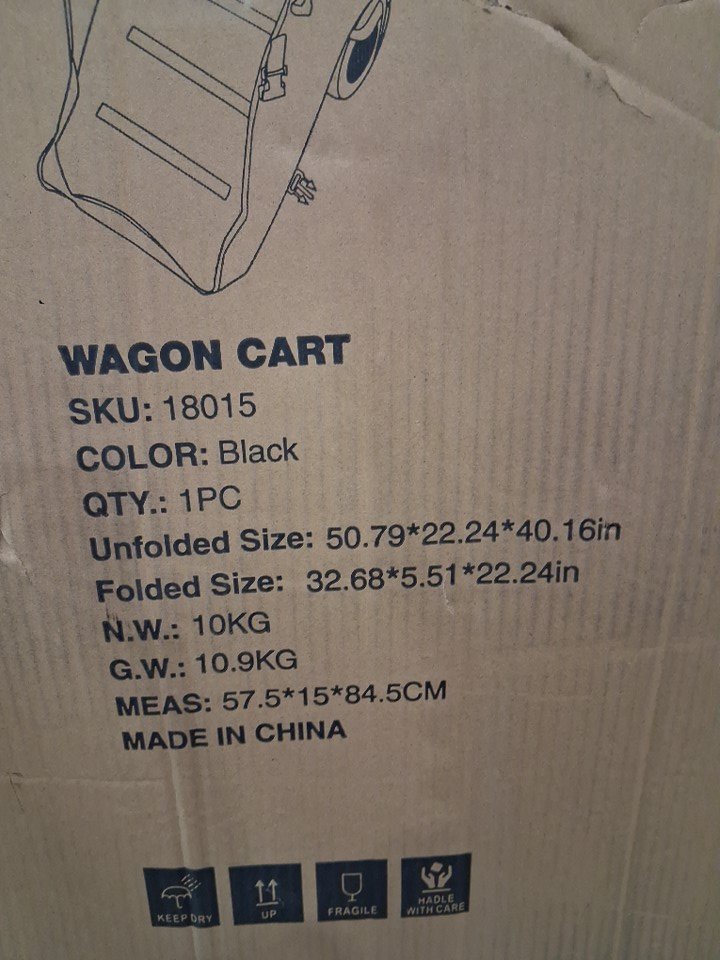 WAGON CART
SKU: 18015
COLOR: Black
QTY.: 1PC
Unfolded Size: 50.79*22.24*40.16in
Folded Size: 32.68*5.51*22.24in
N.W.: 10KG
G.W.: 10.9KG
MEAS: 57.5*15*84.5CM
MADE IN CHINA
KEEP DRY
UP
FRAGILE
HADLE
WITH CARE